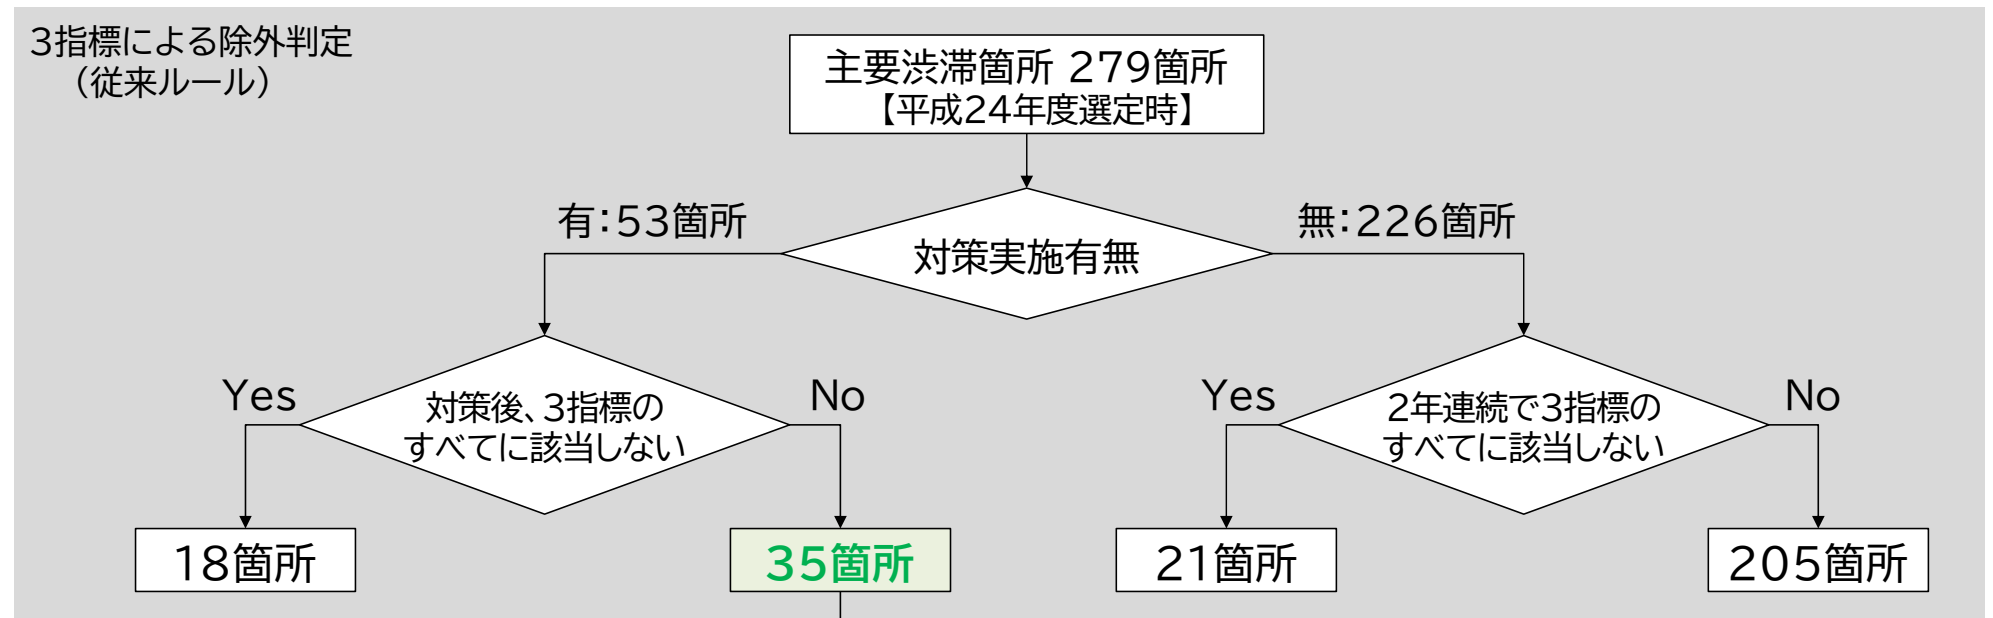 3指標による除外判定
（従来ルール）
主要渋滞箇所 279箇所
【平成24年度選定時】
有：53箇所
無：226箇所
対策実施有無
Yes
対策後、3指標の
すべてに該当しない
No
Yes
2年連続で3指標の
すべてに該当しない
No
18箇所
35箇所
21箇所
205箇所